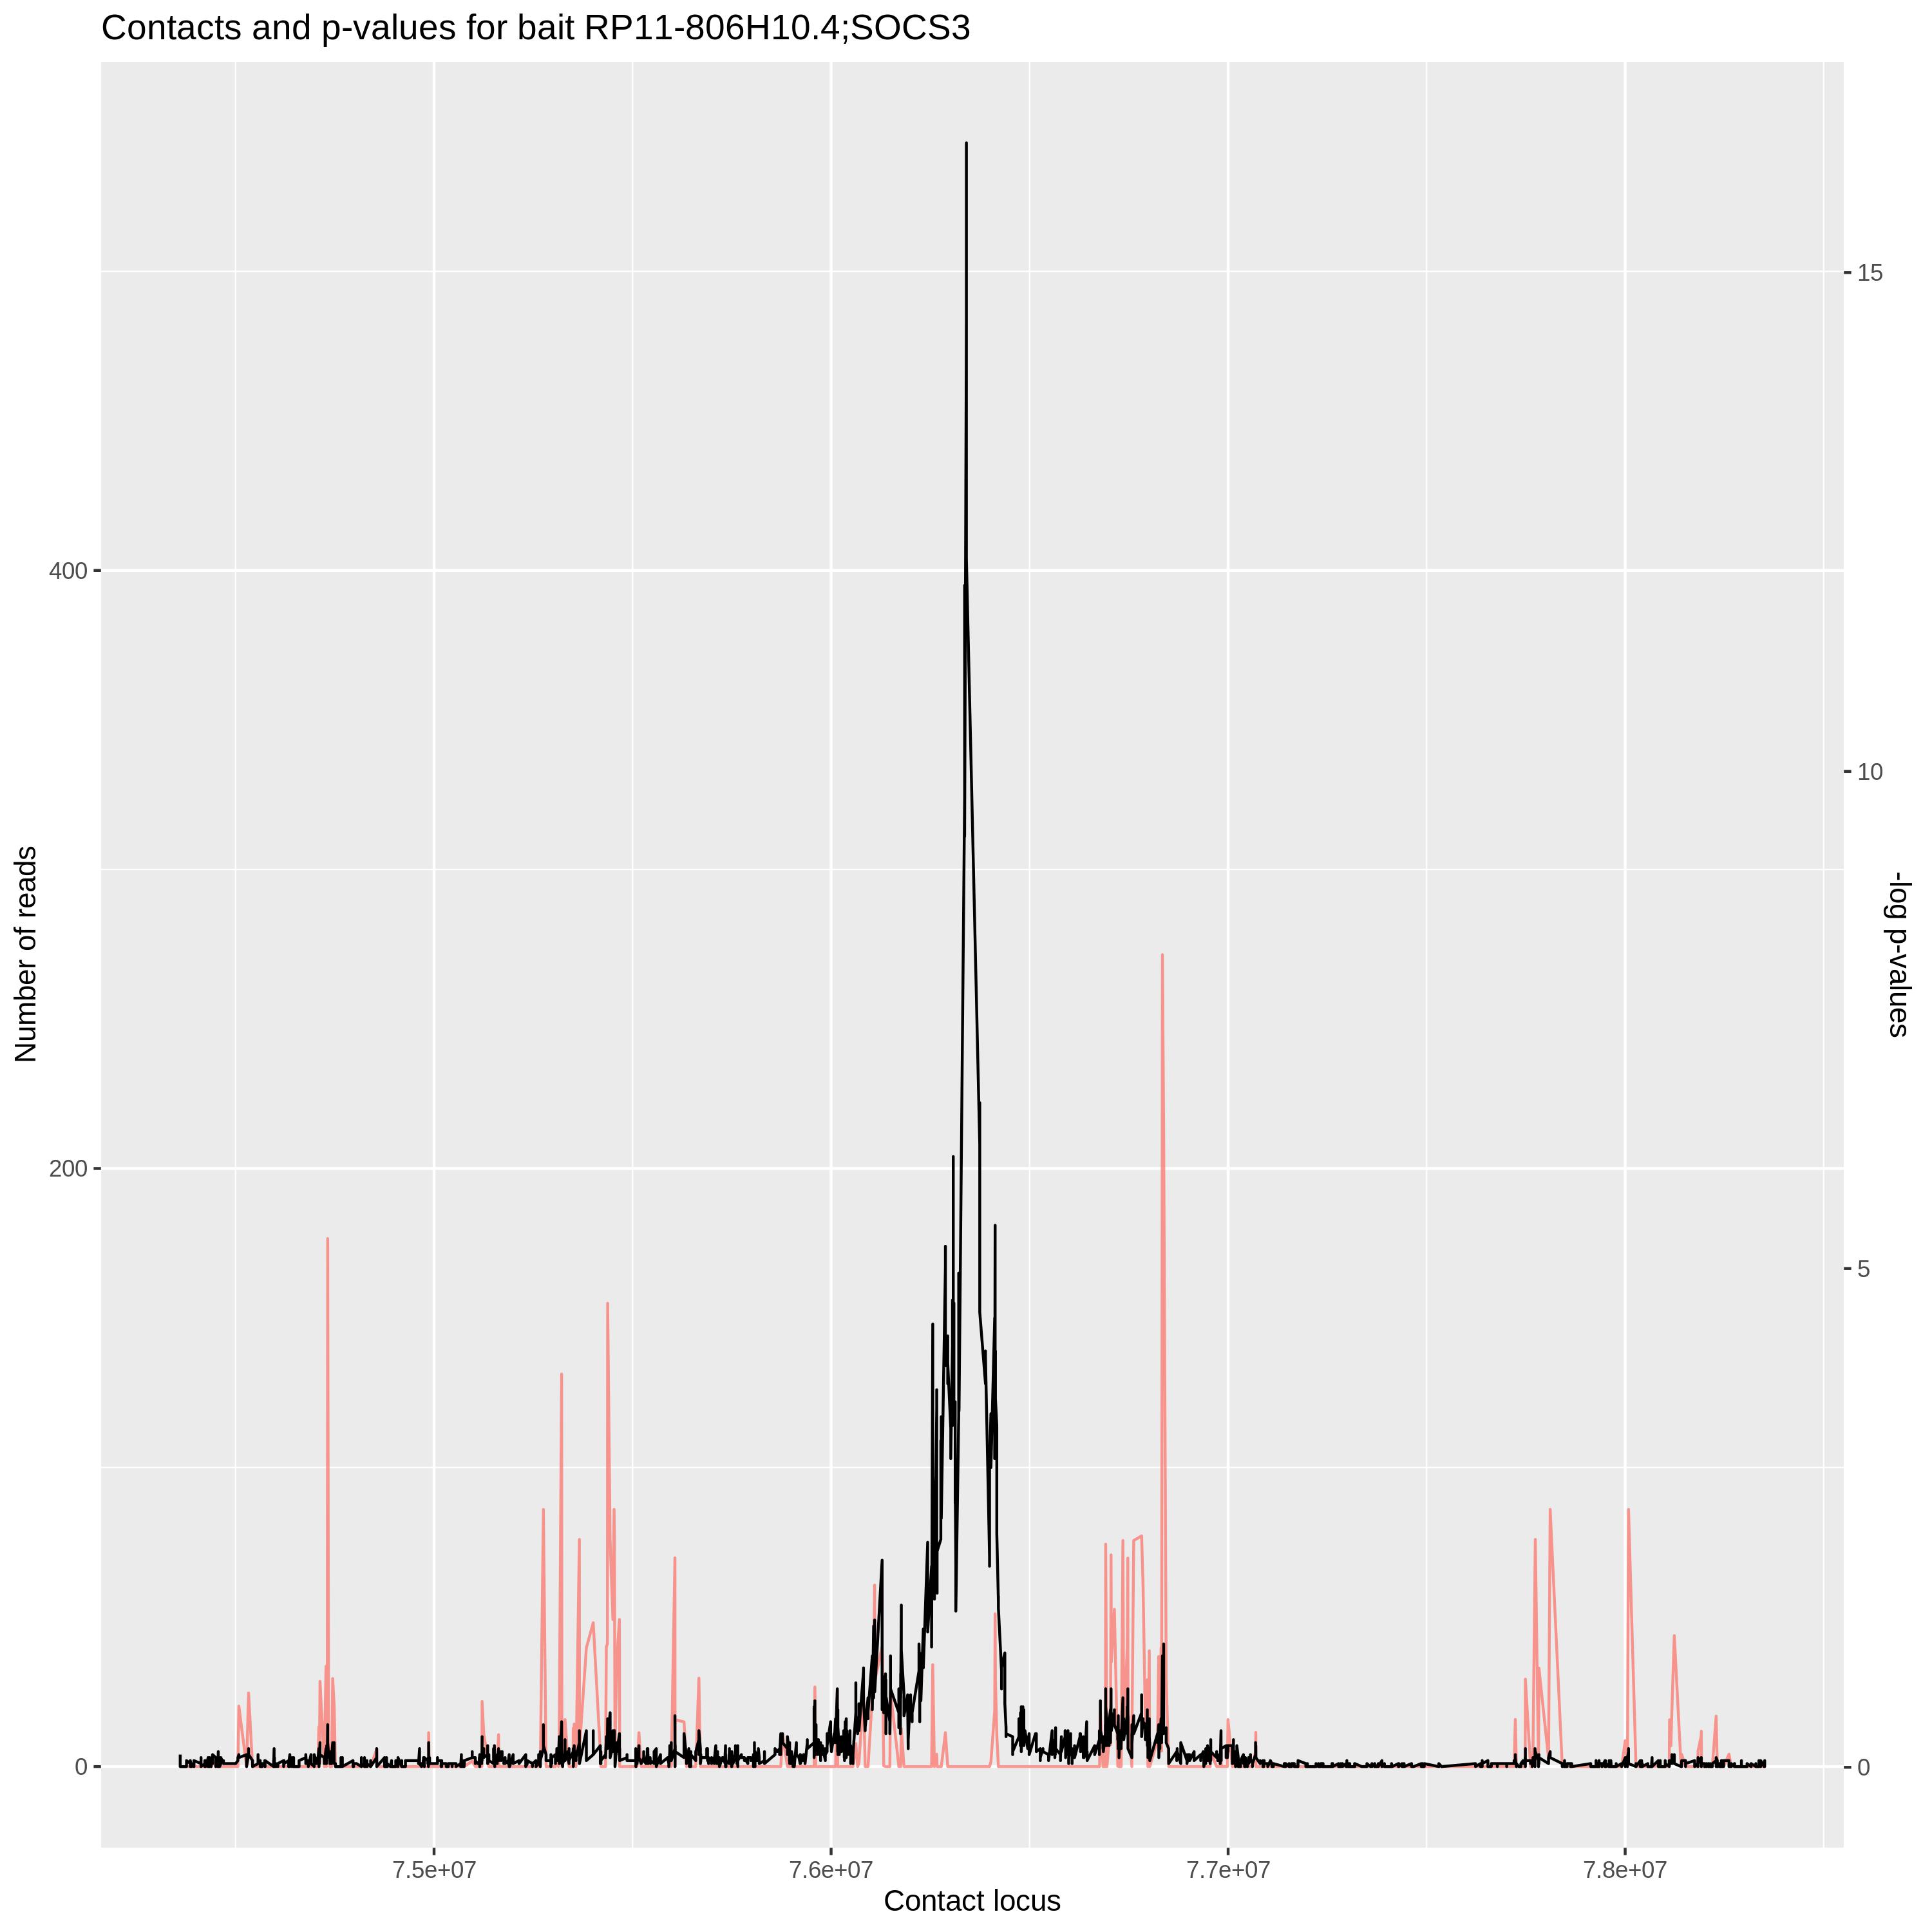 Contacts and p-values for bait RP11-806H10.4;SOCS3
Number of reads
400
200
0
15
10
5
0
-log p-values
7.5e+07 7.6e+07 7.7e+07 7.8e+07
Contact locus